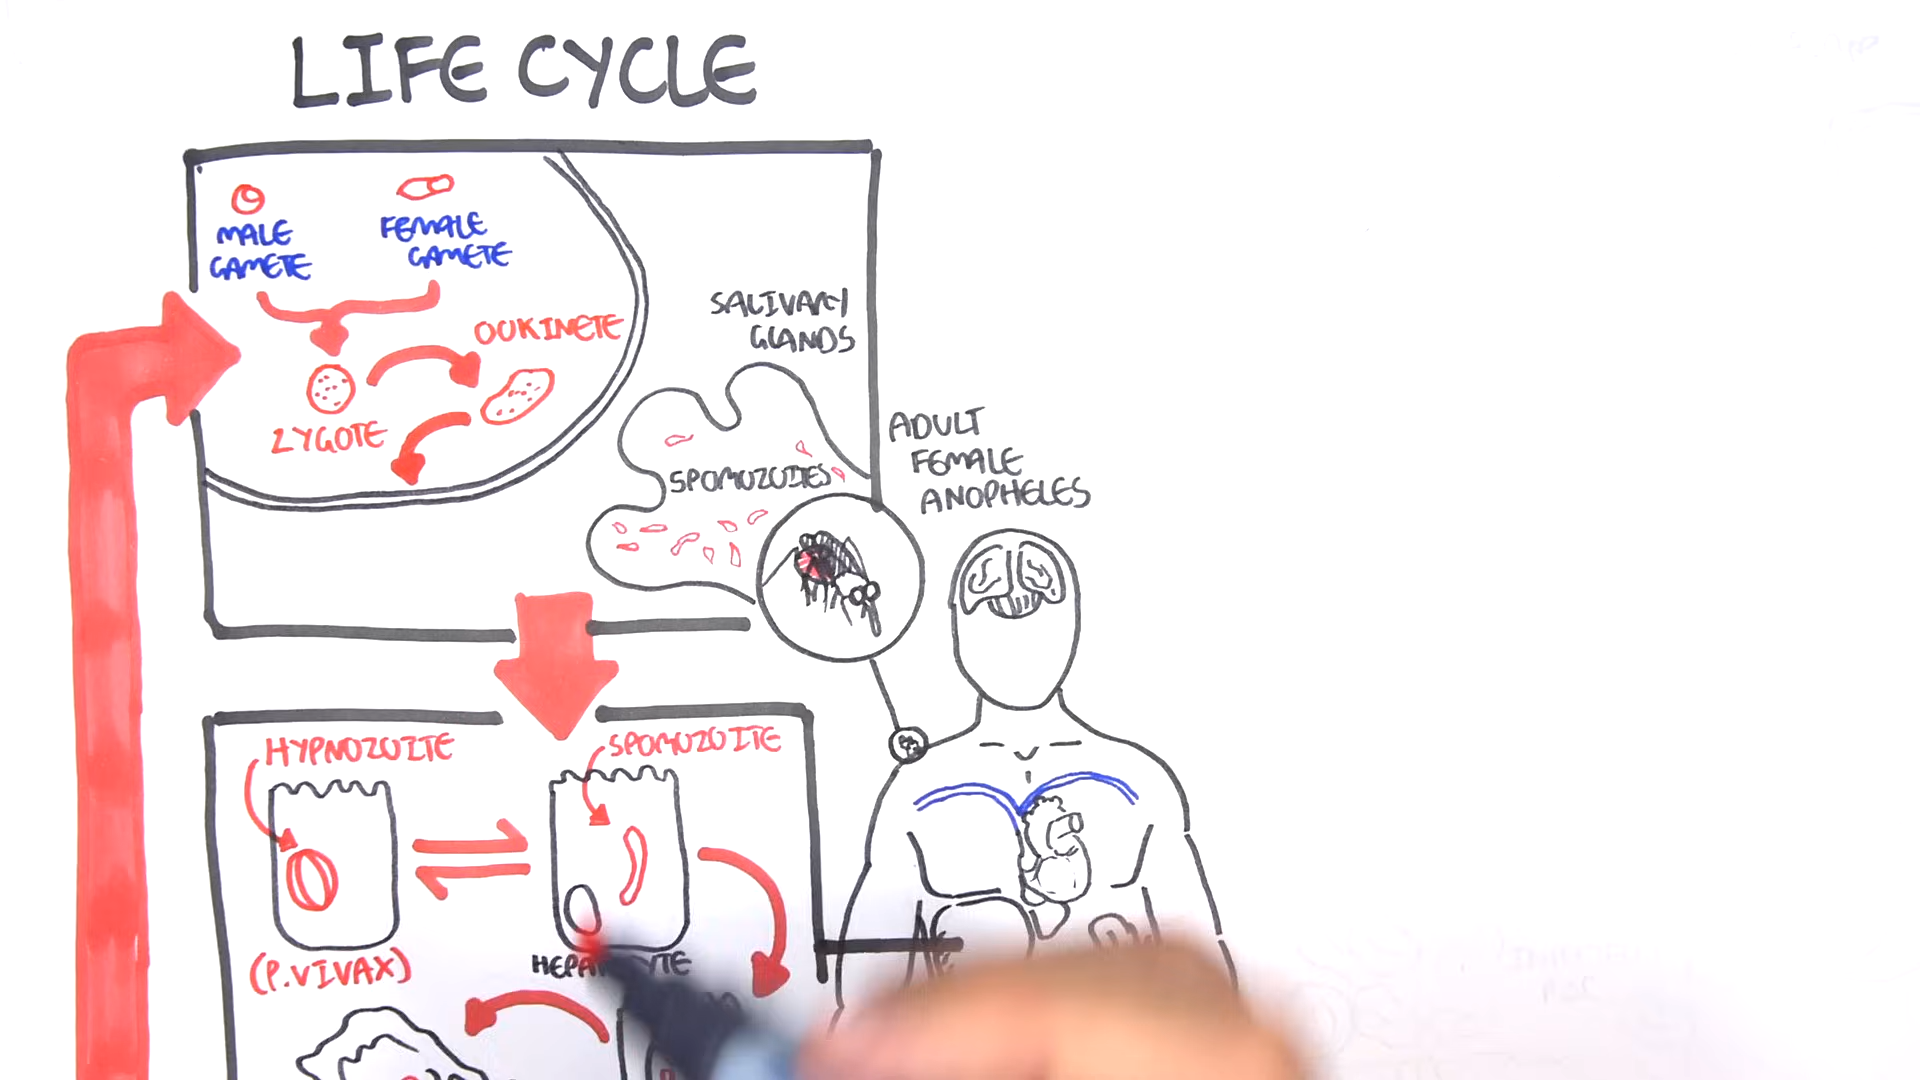 LIFE CYCLE
MALE
GAMETE
FEMALE
GAMETE
OOKINETE
ZYGOTE
SALIVARY
GLANDS
SPOROZOITES
ADULT
FEMALE
ANOPHELES
HYPNOZOITE
SPOROZOITE
(P.VIVAX)